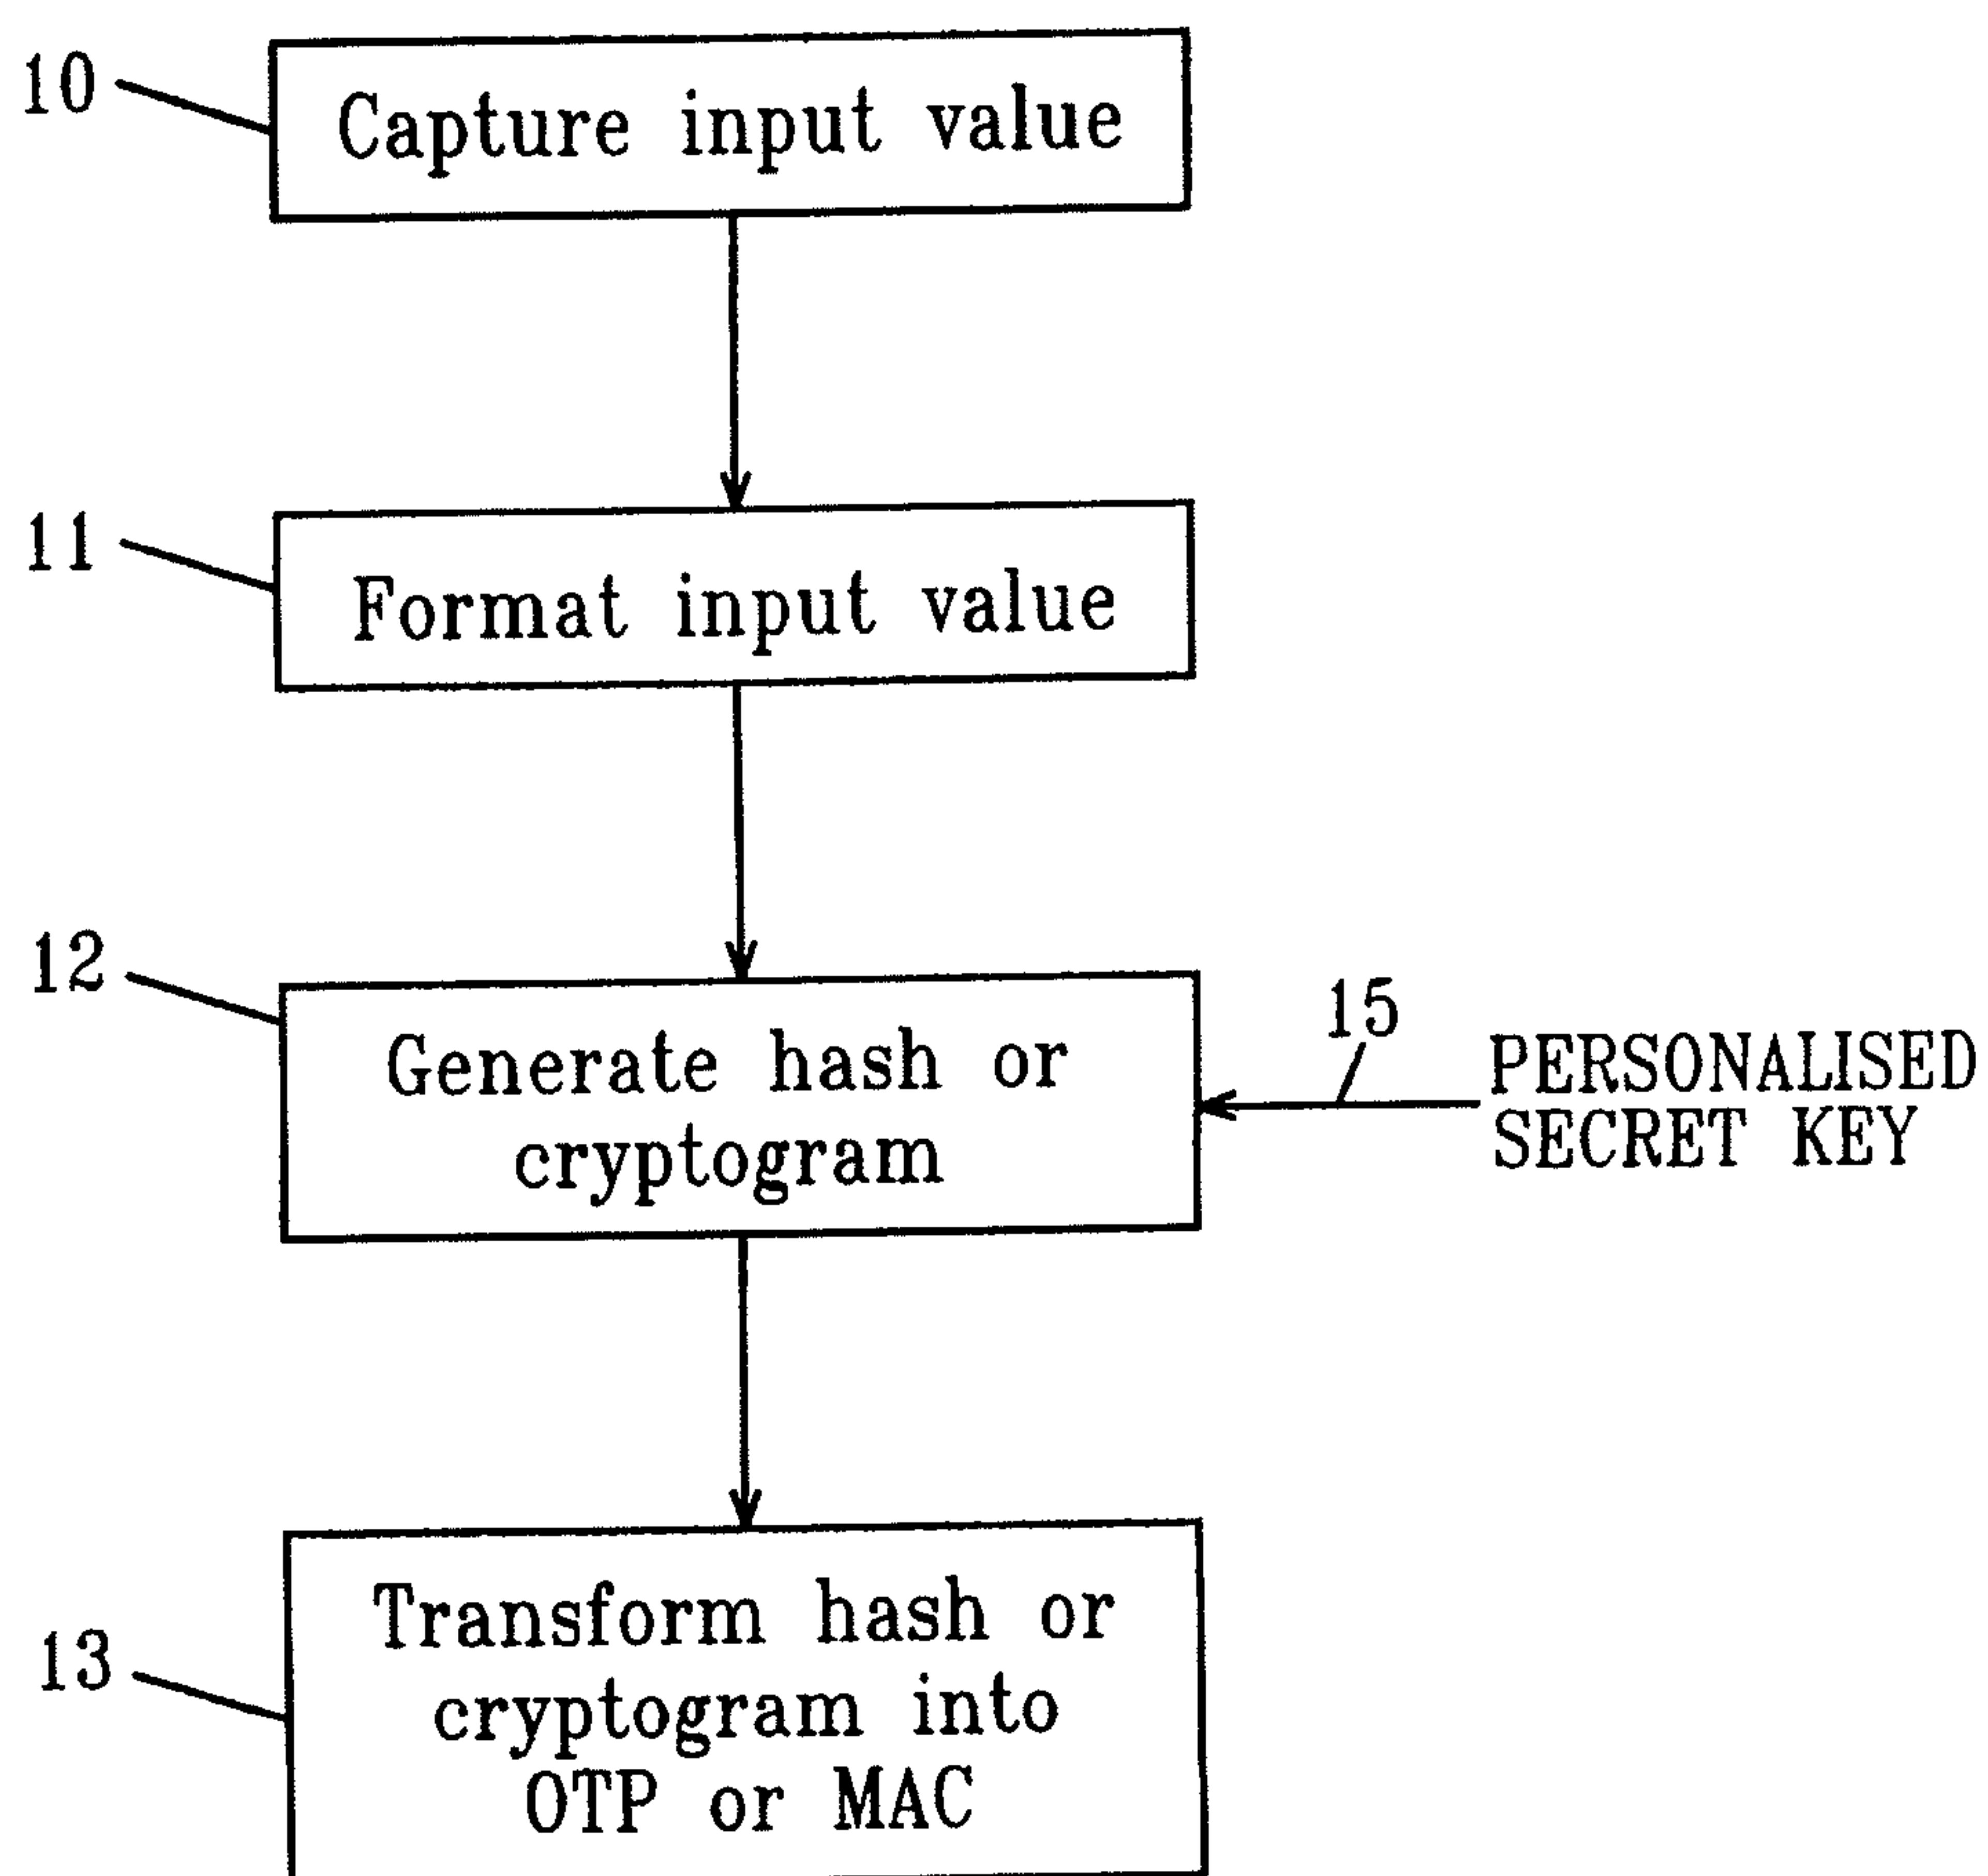 10
Capture input value
11
Format input value
12
Generate hash or
cryptogram
15
PERSONALISED
SECRET KEY
13
Transform hash or
cryptogram into
OTP or MAC